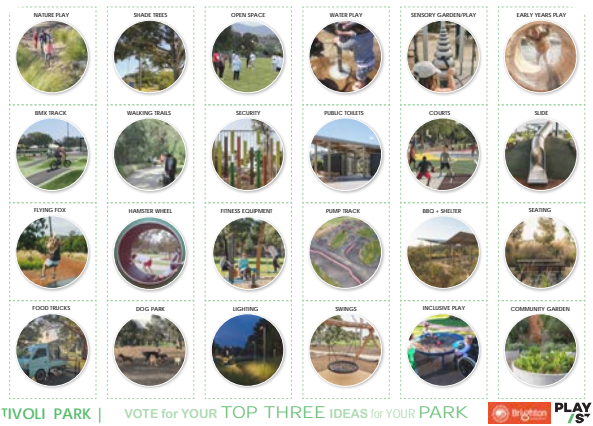 NATURE PLAY
SHADE TREES
OPEN SPACE
WATER PLAY
SENSORY GARDEN/PLAY
EARLY YEARS PLAY
BMX TRACK
WALKING TRAILS
SECURITY
PUBLIC TOILETS
COURTS
SLIDE
FLYING FOX
HAMSTER WHEEL
FITNESS EQUIPMENT
PUMP TRACK
BBQ + SHELTER
SEATING
FOOD TRUCKS
DOG PARK
LIGHTING
SWINGS
INCLUSIVE PLAY
COMMUNITY GARDEN
TIVOLI PARK | VOTE for YOUR TOP THREE IDEAS for YOUR PARK
Brighton
PLAY
/S